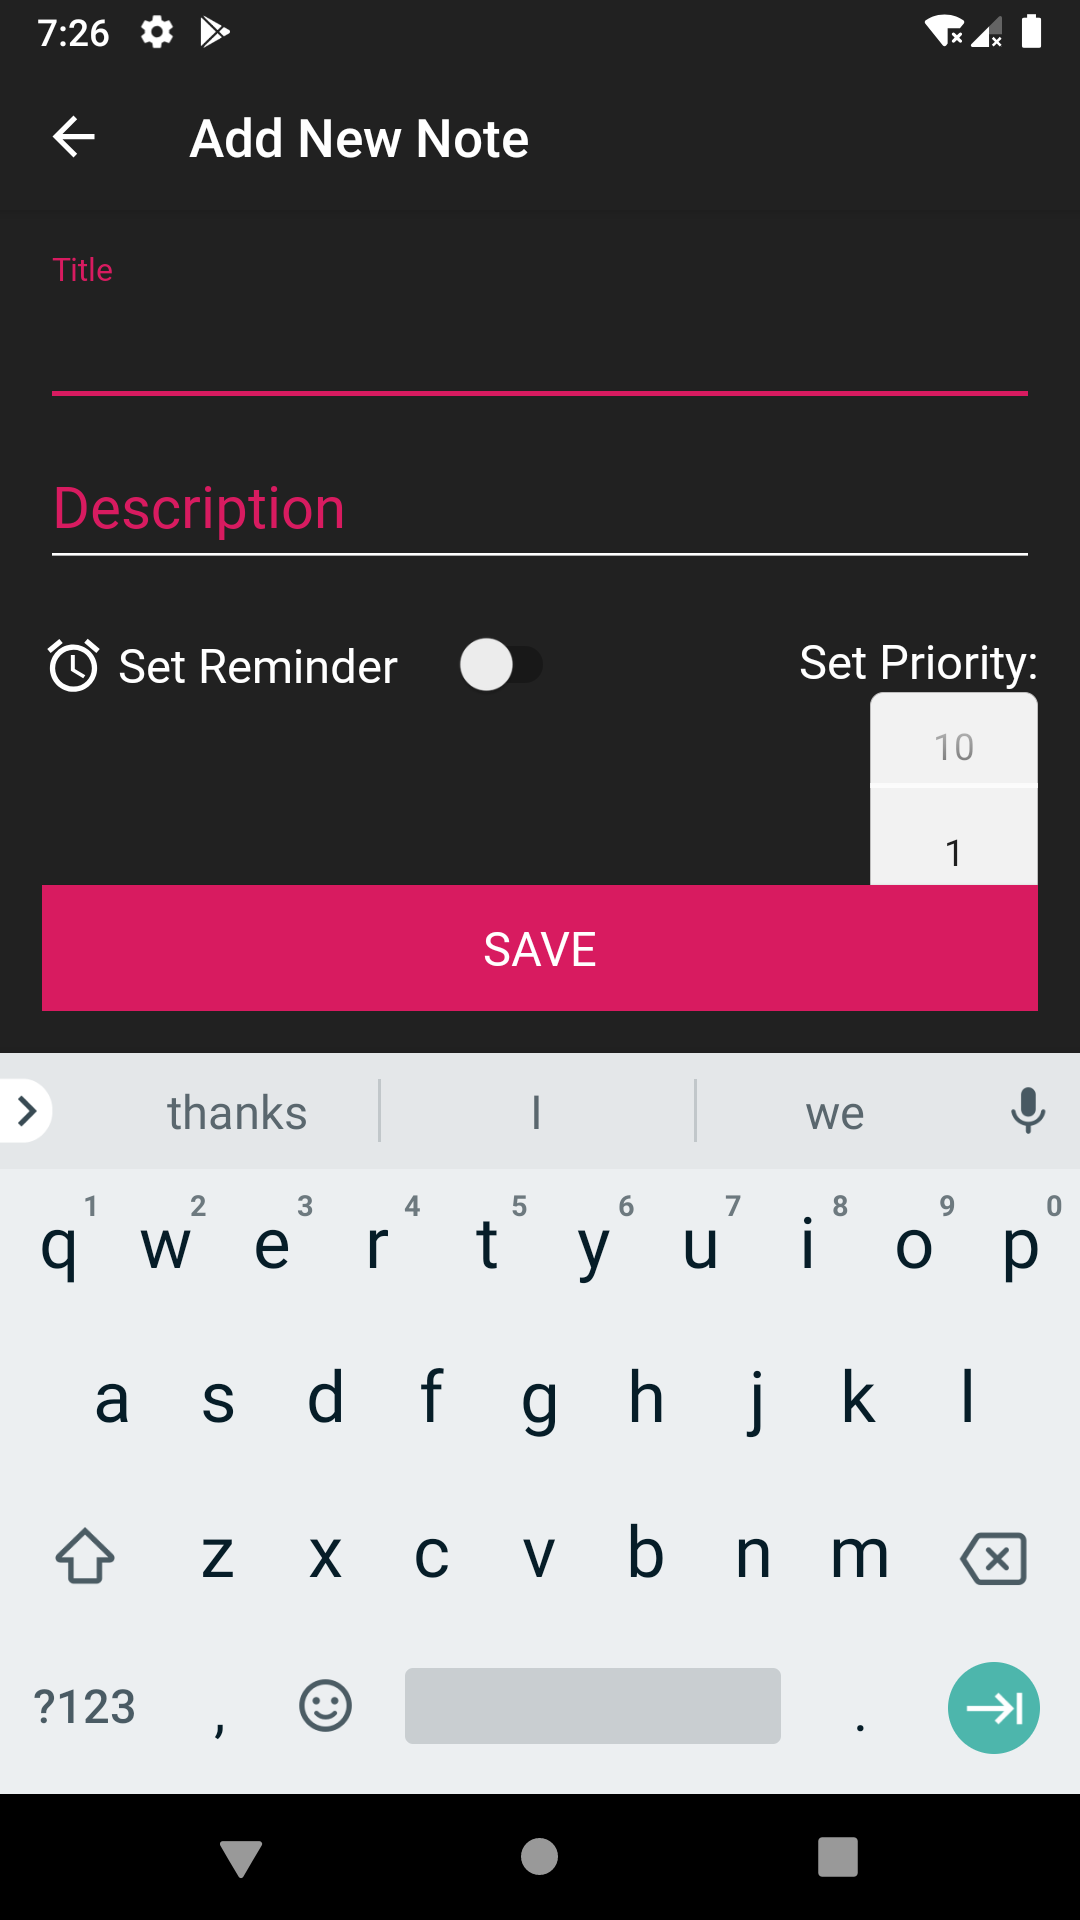 7:26
Add New Note
Title
Description
Set Reminder
Set Priority:
10
1
SAVE
thanks I we
1 2 3 4 5 6 7 8 9 0
q w e r t y u i o p
a s d f g h j k l
z x c v b n m
?123 , .